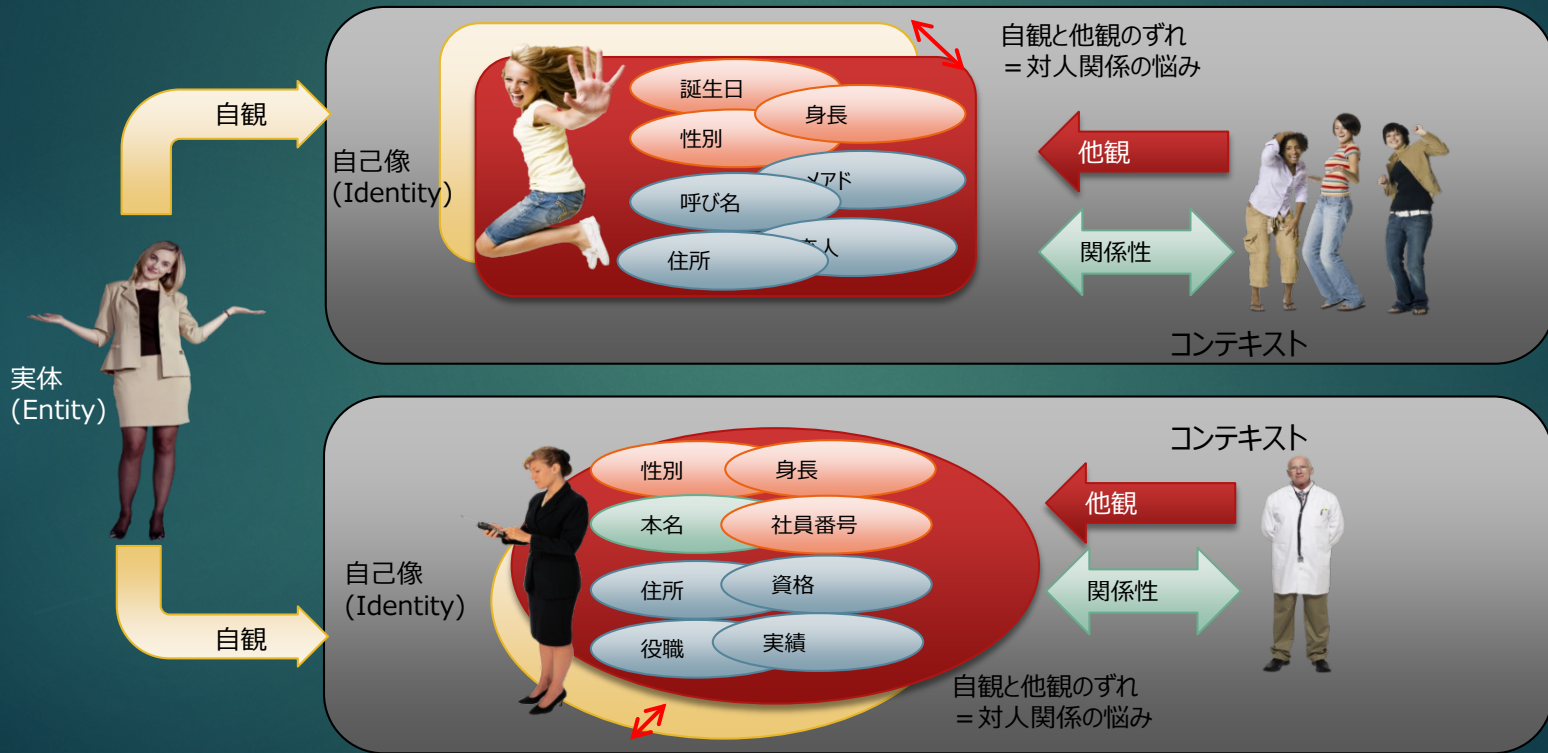 自観
自己像
(Identity)
誕生日
身長
性別
メアド
呼び名
住所
自観と他観のずれ
=対人関係の悩み
他観
関係性
コンテキスト
実体
(Entity)
自観
自己像
(Identity)
性別
身長
本名
社員番号
住所
資格
役職
実績
コンテキスト
他観
関係性
自観と他観のずれ
=対人関係の悩み